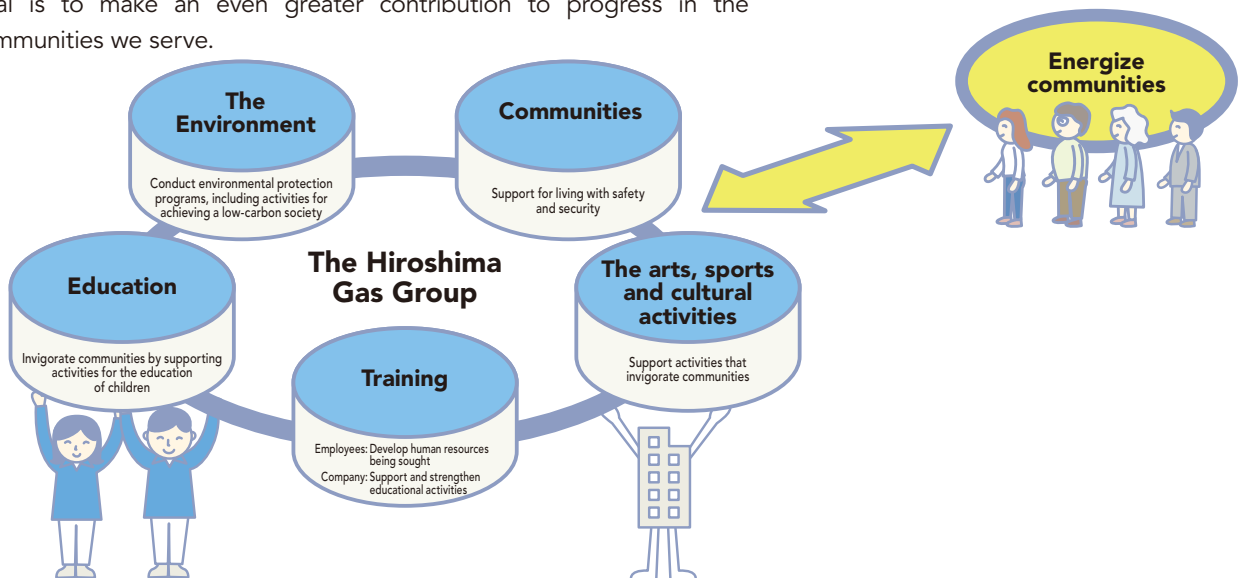 al is to make an even greater contribution to progress in the
mmunities we serve.
Energize
communities
The
Environment
Conduct environmental protection
programs, including activities for
achieving a low-carbon society
Communities
Support for living with safety
and security
Education
Invigorate communities by supporting
activities for the education
of children
The Hiroshima
Gas Group
The arts, sports
and cultural
activities
Support activities that
invigorate communities
Training
Employees: Develop human resources
being sought
Company: Support and strengthen
educational activities